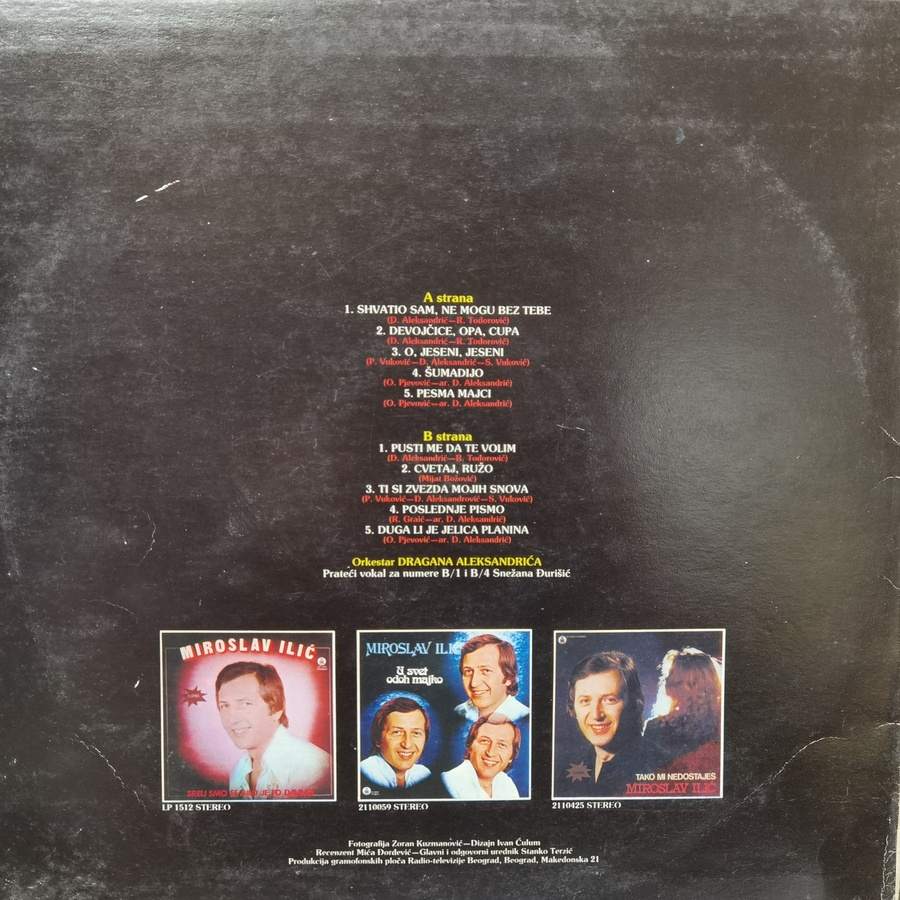 A strana
1. SHVATIO SAM, NE MOGU BEZ TEBE
(D. Aleksandrić—R. Todorović)
2. DEVOJČICE, OPA, CUPA
(D. Aleksandrić—R. Todorović)
3. O, JESENI, JESENI
(P. Vuković—D. Aleksandrić—S. Vuković)
4. ŠUMADIJO
(O. Pjevović—ar. D. Aleksandrić)
5. PESMA MAJCI
(O. Pjevović—ar. D. Aleksandrić)
B strana
1. PUSTI ME DA TE VOLIM
(D. Aleksandrić—R. Todorović)
2. CVETAJ, RUŽO
(Mijat Božović)
3. TI SI ZVEZDA MOJIH SNOVA
(P. Vuković—D. Aleksandrović—S. Vuković)
4. POSLEDNJE PISMO
(R. Graić—ar. D. Aleksandrić)
5. DUGA LI JE JELICA PLANINA
(O. Pjevović—ar. D. Aleksandrić)
Orkestar DRAGANA ALEKSANDRIĆA
Prateći vokal za numere B/1 i B/4 Snežana Đurišić
MIROSLAV ILIĆ
SRELI SMO SE
LP 1512 STEREO
MIROSLAV ILIĆ
U svet
odoh majko
2110059 STEREO
TAKO MI NEDOSTAJEŠ
MIROSLAV ILIĆ
2110425 STEREO
Fotografija Zoran Kuzmanović—Dizajn Ivan Ćulum
Recenzent Mića Đorđević—Glavni i odgovorni urednik Stanko Terzić
Produkcija gramofonskih ploča Radio-televizije Beograd, Beograd, Makedonska 21